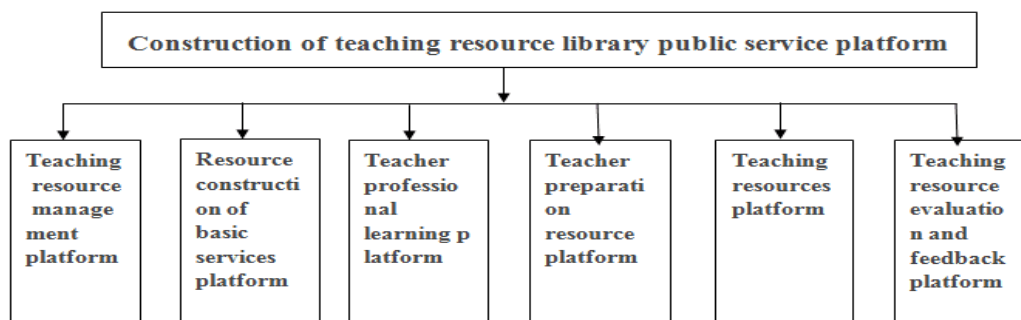 Construction of teaching resource library public service platform
Teaching
resource
manage
ment
platform
Resource
constructi
on of
basic
services
platform
Teacher
professio
nal
learning p
latform
Teacher
preparati
on
resource
platform
Teaching
resources
platform
Teaching
resource
evaluatio
n and
feedback
platform